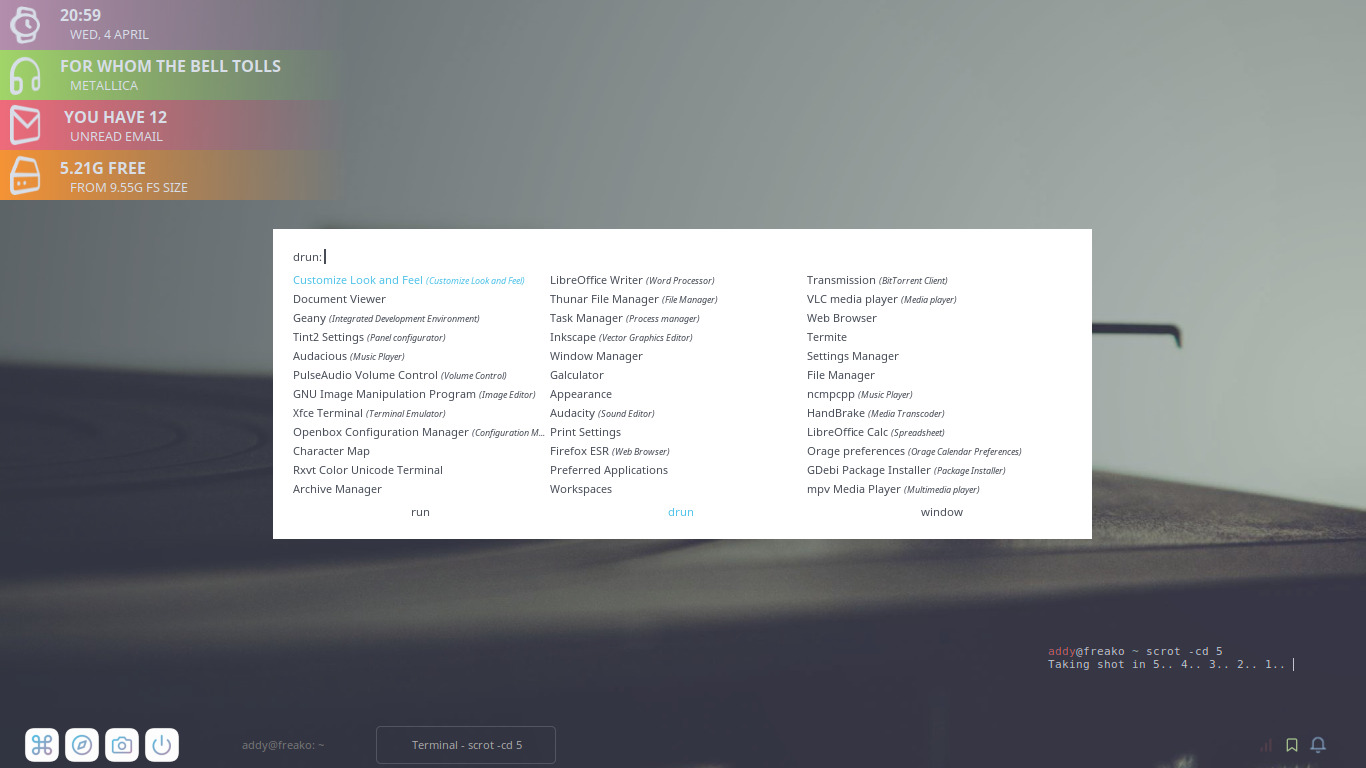 20:59
WED, 4 APRIL
FOR WHOM THE BELL TOLLS
METALLICA
YOU HAVE 12
UNREAD EMAIL
5.21G FREE
FROM 9.55G FS SIZE
drun:
Customize Look and Feel (Customize Look and Feel)
Document Viewer
Geany (Integrated Development Environment)
Tint2 Settings (Panel configurator)
Audacious (Music Player)
PulseAudio Volume Control (Volume Control)
GNU Image Manipulation Program (Image Editor)
Xfce Terminal (Terminal Emulator)
Openbox Configuration Manager (Configuration M...
Character Map
Rxvt Color Unicode Terminal
Archive Manager
LibreOffice Writer (Word Processor)
Thunar File Manager (File Manager)
Task Manager (Process manager)
Inkscape (Vector Graphics Editor)
Window Manager
Galculator
Appearance
Audacity (Sound Editor)
Print Settings
Firefox ESR (Web Browser)
Preferred Applications
Workspaces
Transmission (BitTorrent Client)
VLC media player (Media player)
Web Browser
Termite
Settings Manager
File Manager
ncmpcpp (Music Player)
HandBrake (Media Transcoder)
LibreOffice Calc (Spreadsheet)
Orage preferences (Orage Calendar Preferences)
GDebi Package Installer (Package Installer)
mpv Media Player (Multimedia player)
run drun window
addy@freako ~ scrot -cd 5
Taking shot in 5.. 4.. 3.. 2.. 1..
addy@freako: ~
Terminal - scrot -cd 5